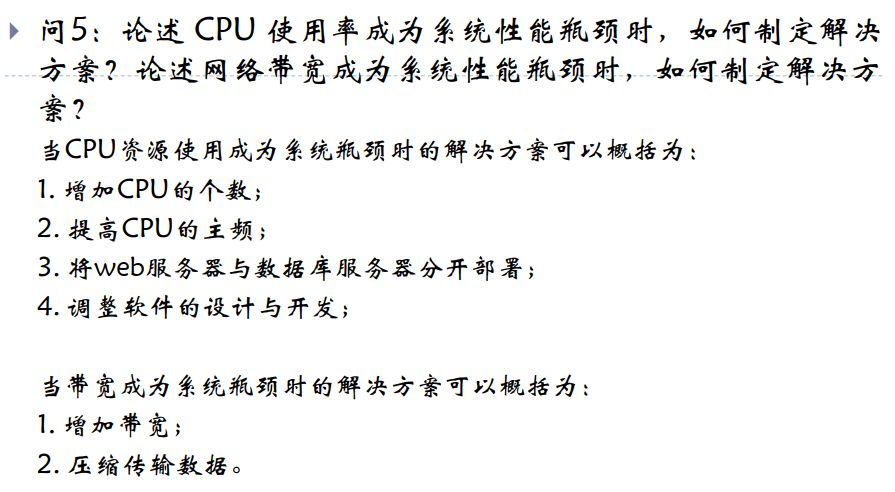 问5：论述 CPU 使用率成为系统性能瓶颈时，如何制定解决
方案？论述网络带宽成为系统性能瓶颈时，如何制定解决方
案？
当CPU资源使用成为系统瓶颈时的解决方案可以概括为：
1. 增加CPU的个数；
2. 提高CPU的主频；
3. 将web服务器与数据库服务器分开部署；
4. 调整软件的设计与开发；
当带宽成为系统瓶颈时的解决方案可以概括为：
1. 增加带宽；
2. 压缩传输数据。